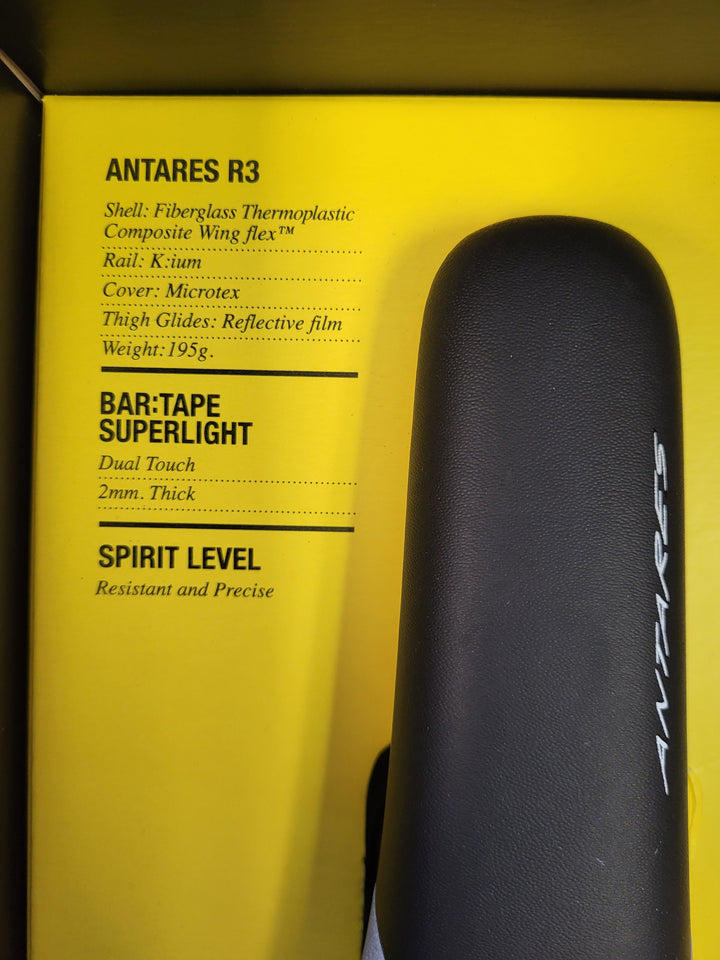 ANTARES R3
Shell: Fiberglass Thermoplastic
Composite Wing flex™
Rail: K:ium
Cover: Microtex
Thigh Glides: Reflective film
Weight: 195g.
BAR:TAPE
SUPERLIGHT
Dual Touch
2mm. Thick
SPIRIT LEVEL
Resistant and Precise
ANTARES